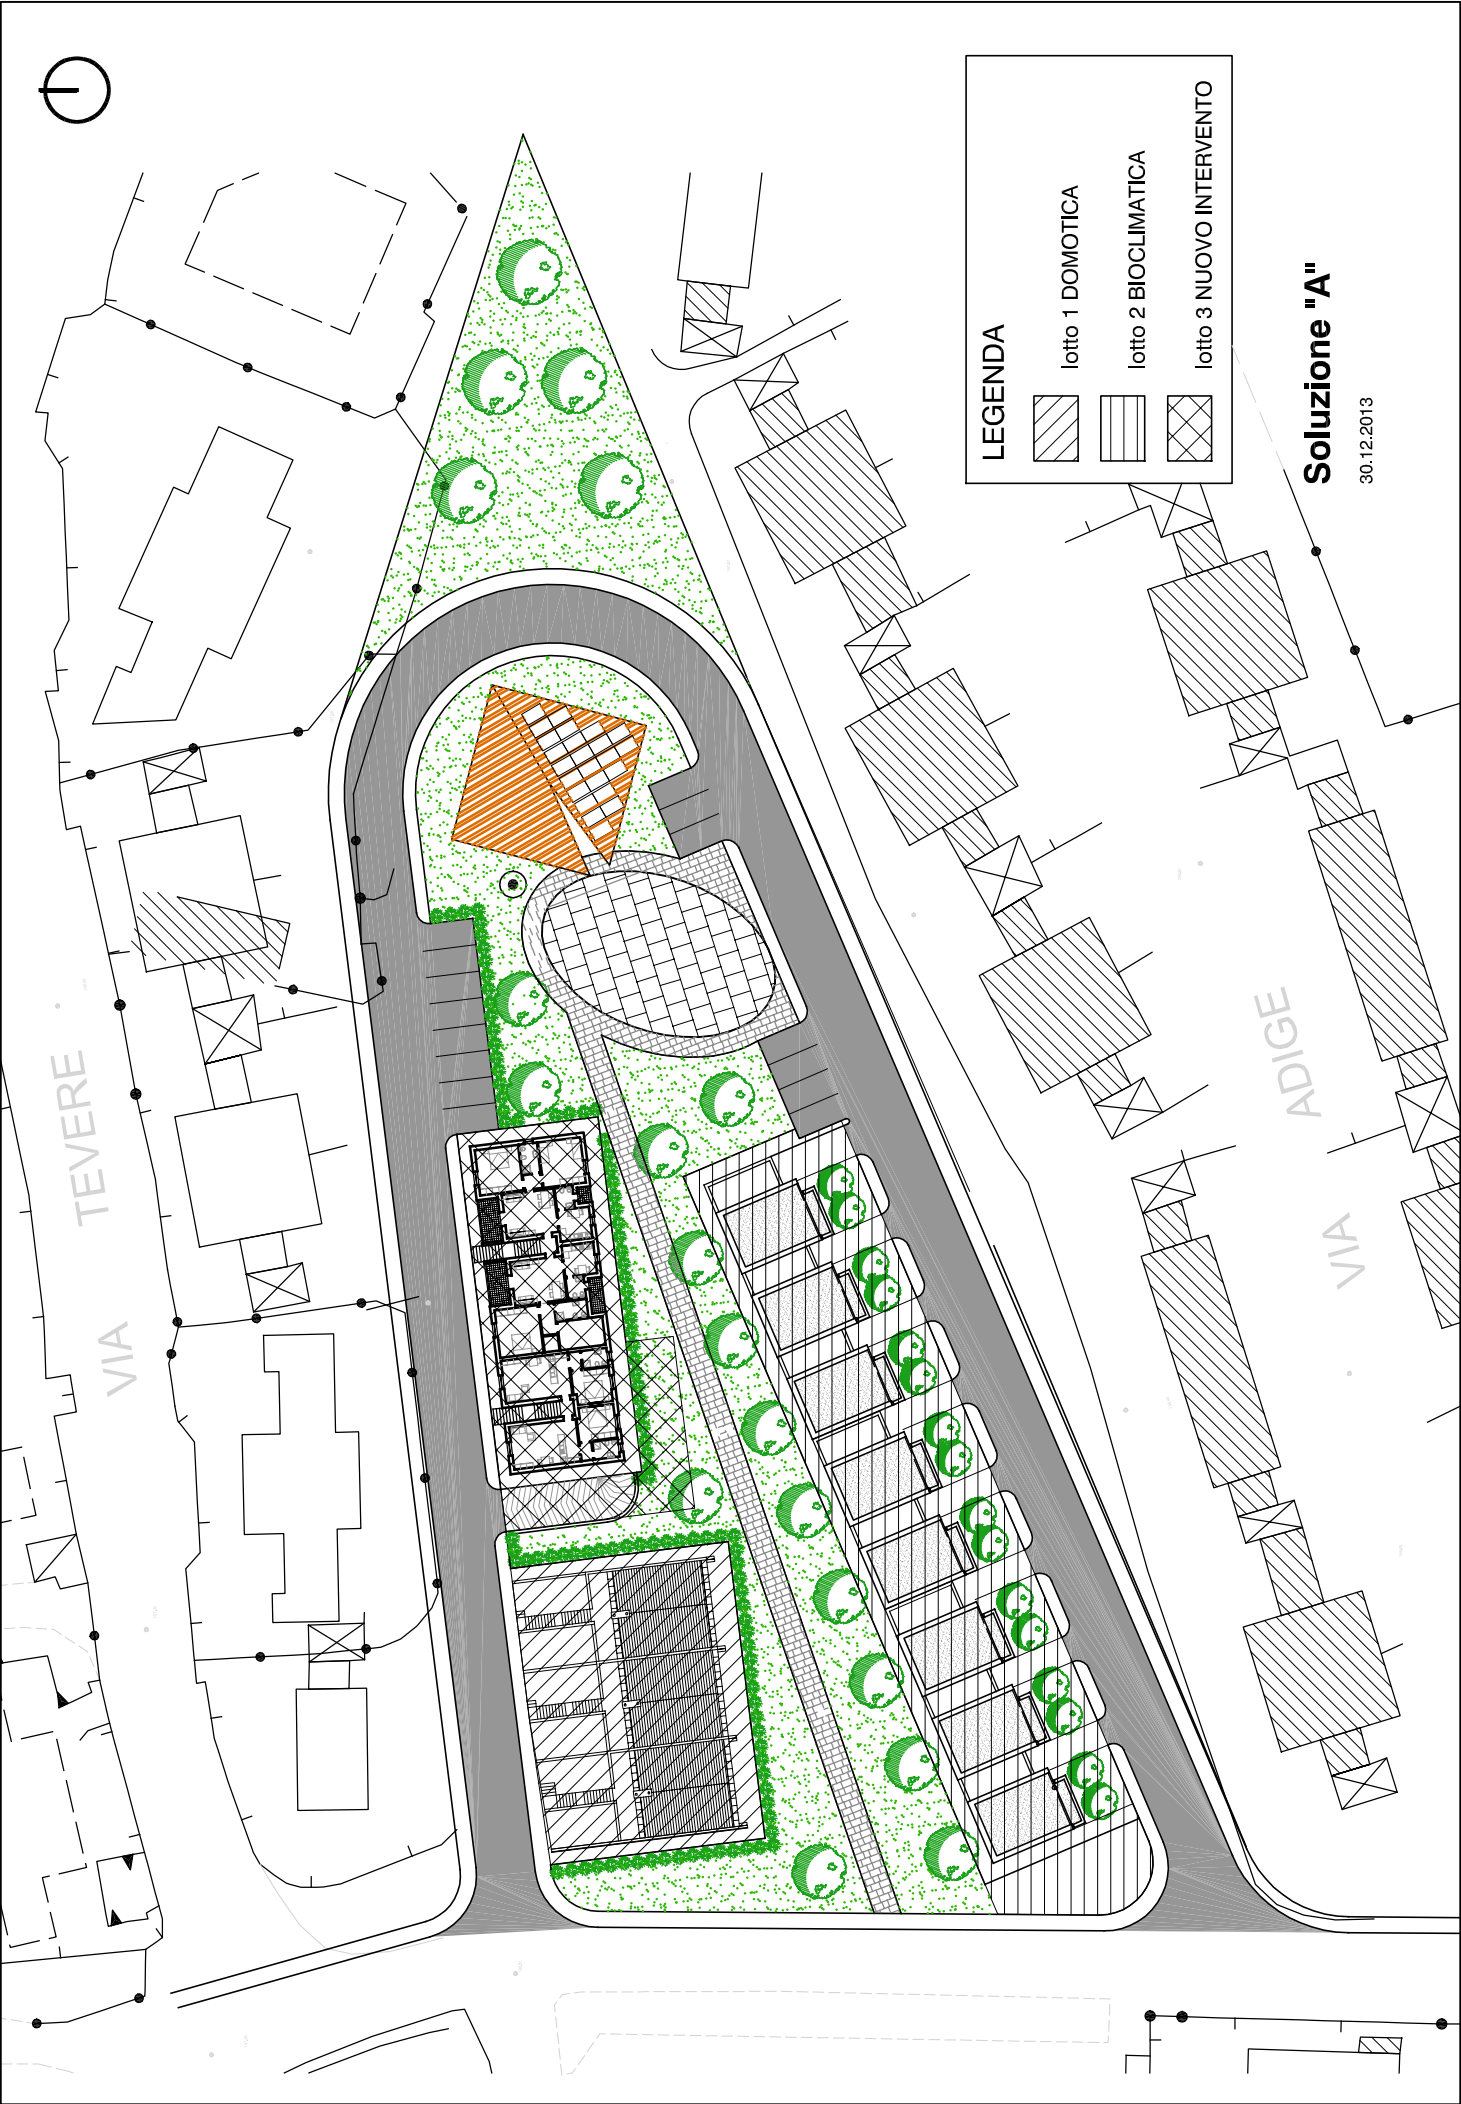 VIA TEVERE
VIA ADIGE
LEGENDA
lotto 1 DOMOTICA
lotto 2 BIOCLIMATICA
lotto 3 NUOVO INTERVENTO
Soluzione "A"
30.12.2013